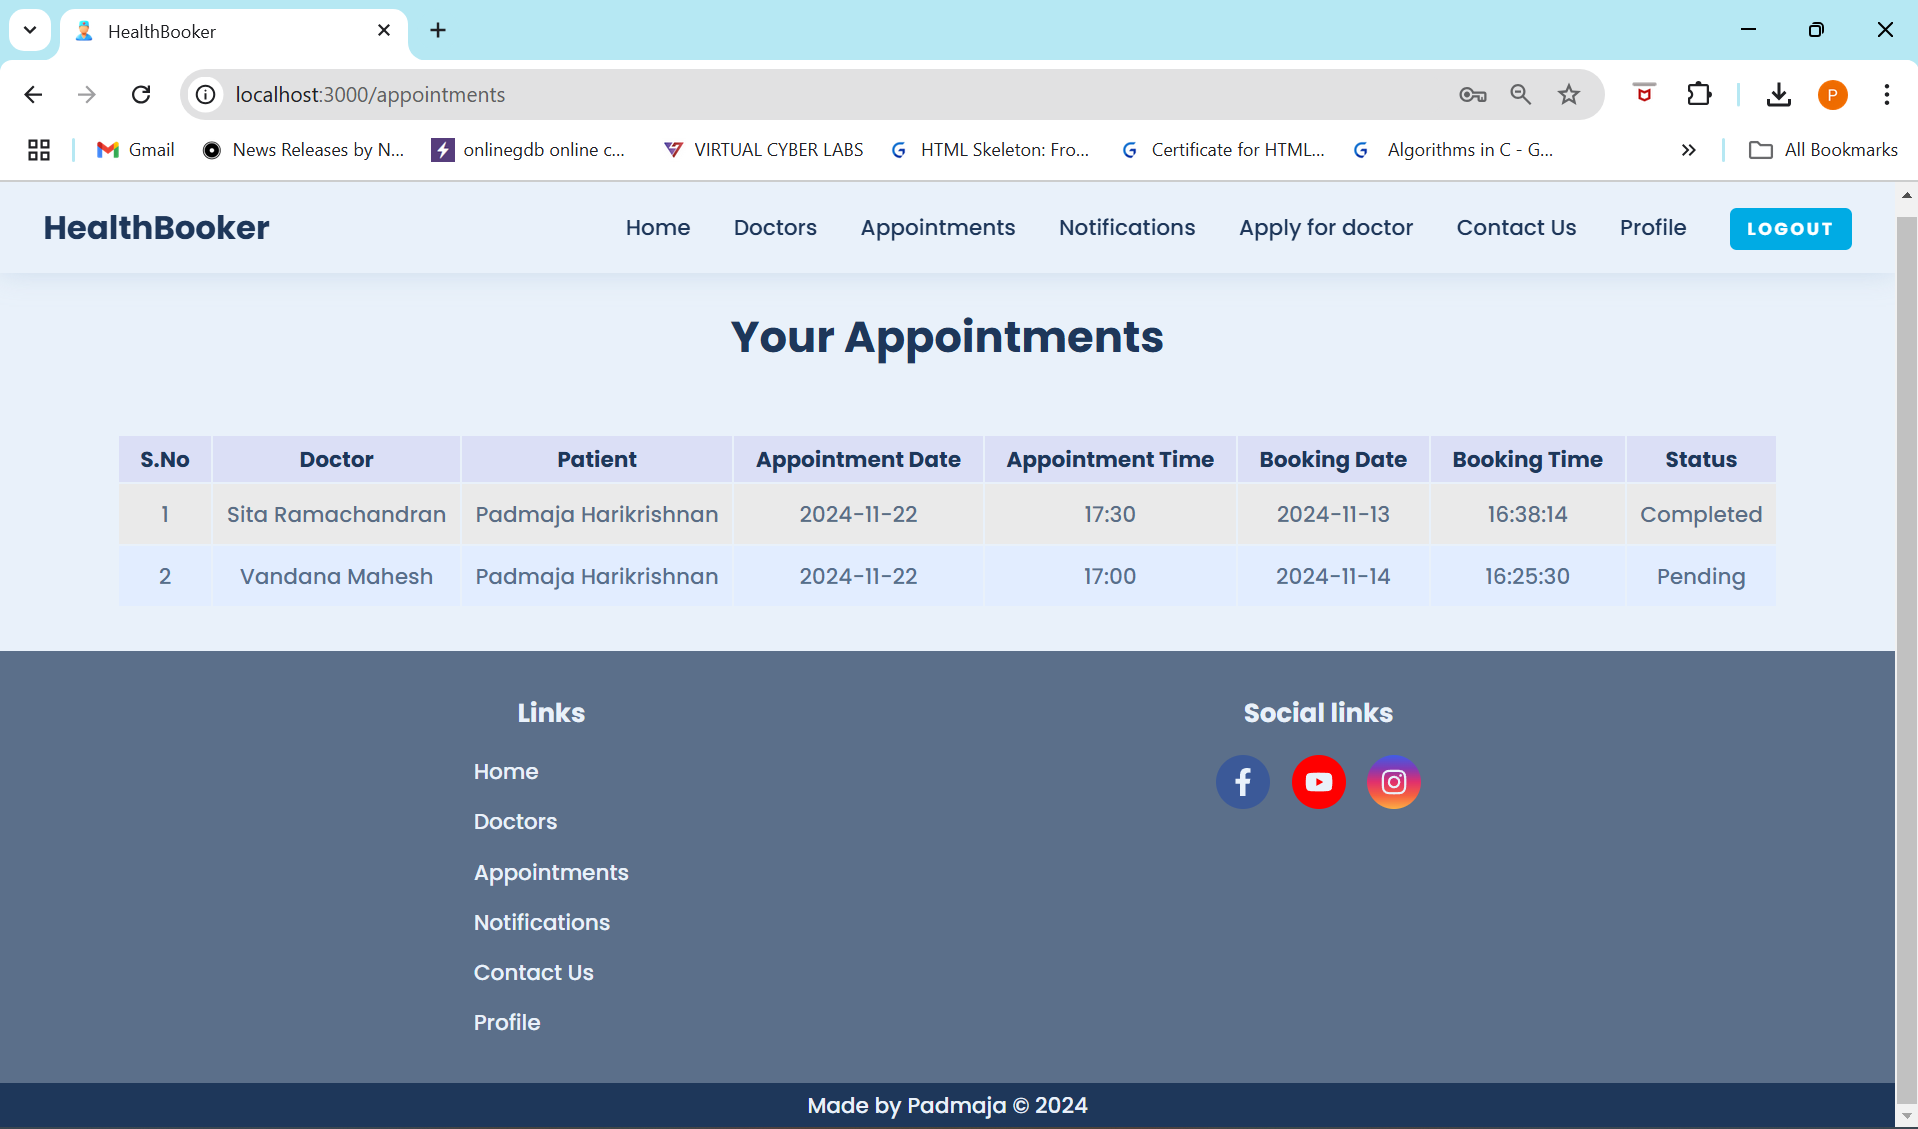 HealthBooker
localhost:3000/appointments
P
Gmail News Releases by N... onlinegdb online c... VIRTUAL CYBER LABS HTML Skeleton: Fro... Certificate for HTML... Algorithms in C - G... All Bookmarks
HealthBooker Home Doctors Appointments Notifications Apply for doctor Contact Us Profile LOGOUT
Your Appointments
S.No Doctor Patient Appointment Date Appointment Time Booking Date Booking Time Status
1 Sita Ramachandran Padmaja Harikrishnan 2024-11-22 17:30 2024-11-13 16:38:14 Completed
2 Vandana Mahesh Padmaja Harikrishnan 2024-11-22 17:00 2024-11-14 16:25:30 Pending
Links
Home
Doctors
Appointments
Notifications
Contact Us
Profile
Social links
Made by Padmaja © 2024